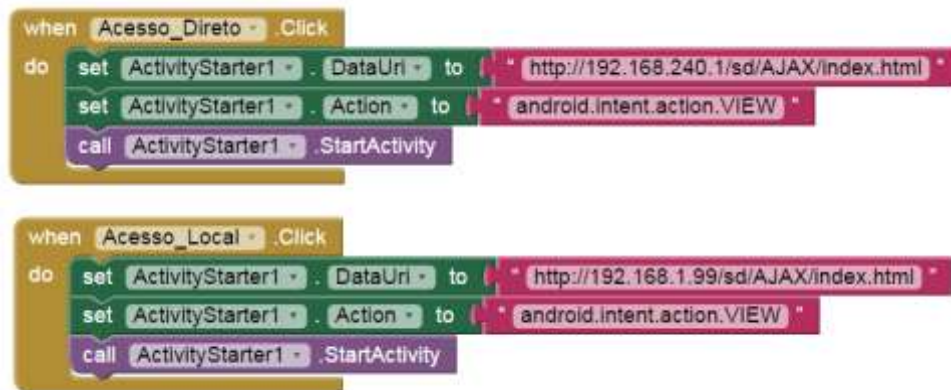 when Acesso_Direto .Click
do set ActivityStarter1 . DataUri to " http://192.168.240.1/sd/AJAX/index.html "
set ActivityStarter1 . Action to " android.intent.action.VIEW "
call ActivityStarter1 .StartActivity
when Acesso_Local .Click
do set ActivityStarter1 . DataUri to " http://192.168.1.99/sd/AJAX/index.html "
set ActivityStarter1 . Action to " android.intent.action.VIEW "
call ActivityStarter1 .StartActivity